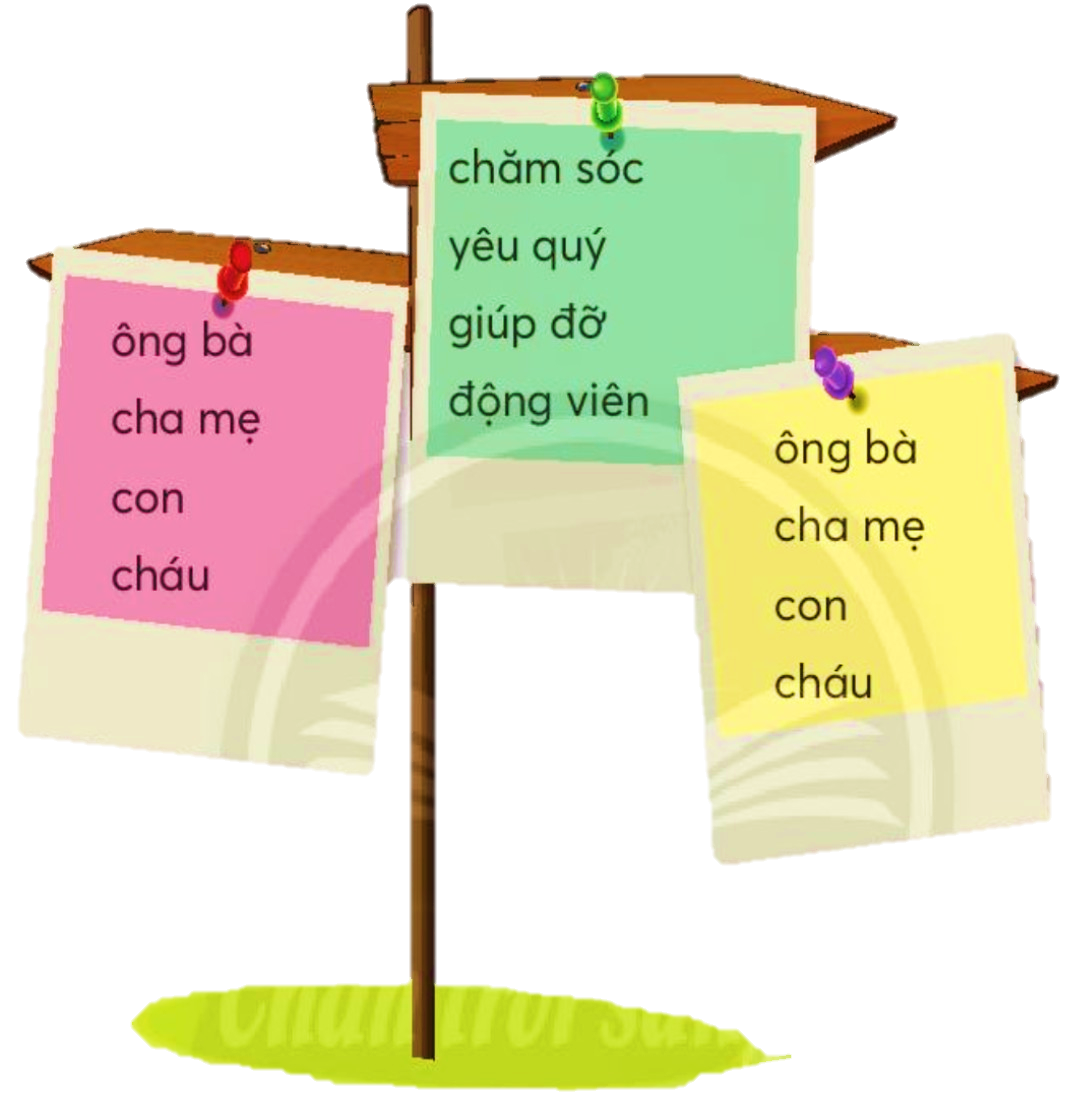 ông bà
cha mẹ
con
cháu
chăm sóc
yêu quý
giúp đỡ
động viên
ông bà
cha mẹ
con
cháu